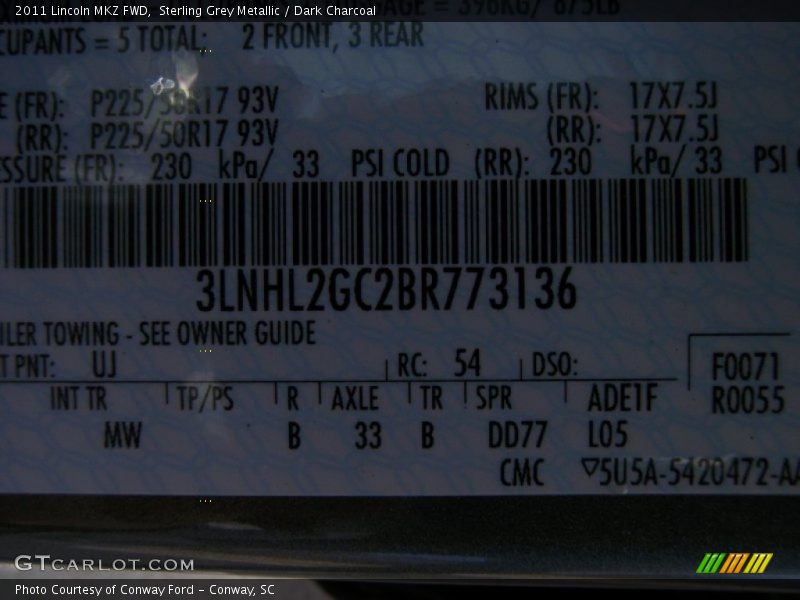 2011 Lincoln MKZ FWD, Sterling Grey Metallic / Dark Charcoal
= 398KG/ 875LB
CUPANTS = 5 TOTAL: 2 FRONT, 3 REAR
E (FR): P225/50R17 93V RIMS (FR): 17X7.5J
(RR): P225/50R17 93V (RR): 17X7.5J
SSURE (FR): 230 kPa/ 33 PSI COLD (RR): 230 kPa/ 33 PSI C
3LNHL2GC2BR773136
ILER TOWING - SEE OWNER GUIDE
T PNT: UJ RC: 54 DSO: F0071
INT TR TP/PS R AXLE TR SPR ADE1F R0055
MW B 33 B DD77 L05
CMC ▽5U5A-5420472-AA
GTCARLOT.COM
Photo Courtesy of Conway Ford – Conway, SC